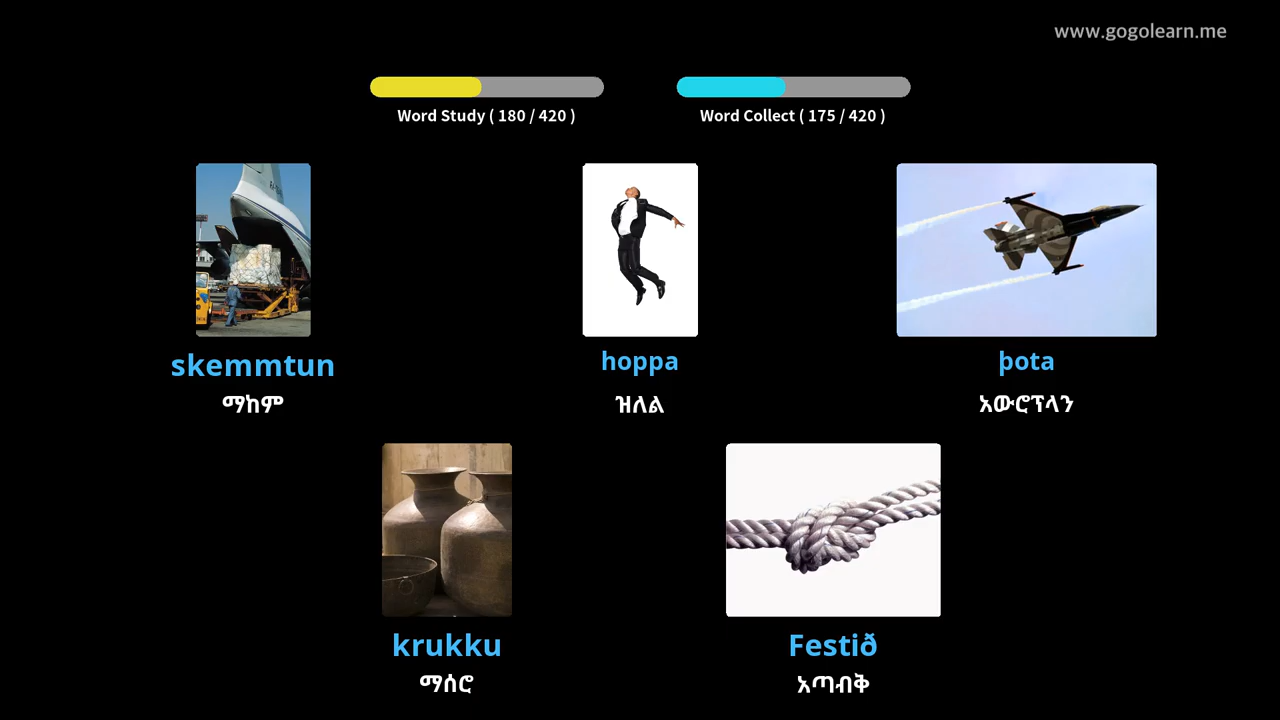 www.gogolearn.me
Word Study ( 180 / 420 )
Word Collect ( 175 / 420 )
skemmtun
hoppa
þota
ማከም
ዝለል
አውሮፕላን
krukku
Festið
ማሰሮ
አጣብቅ